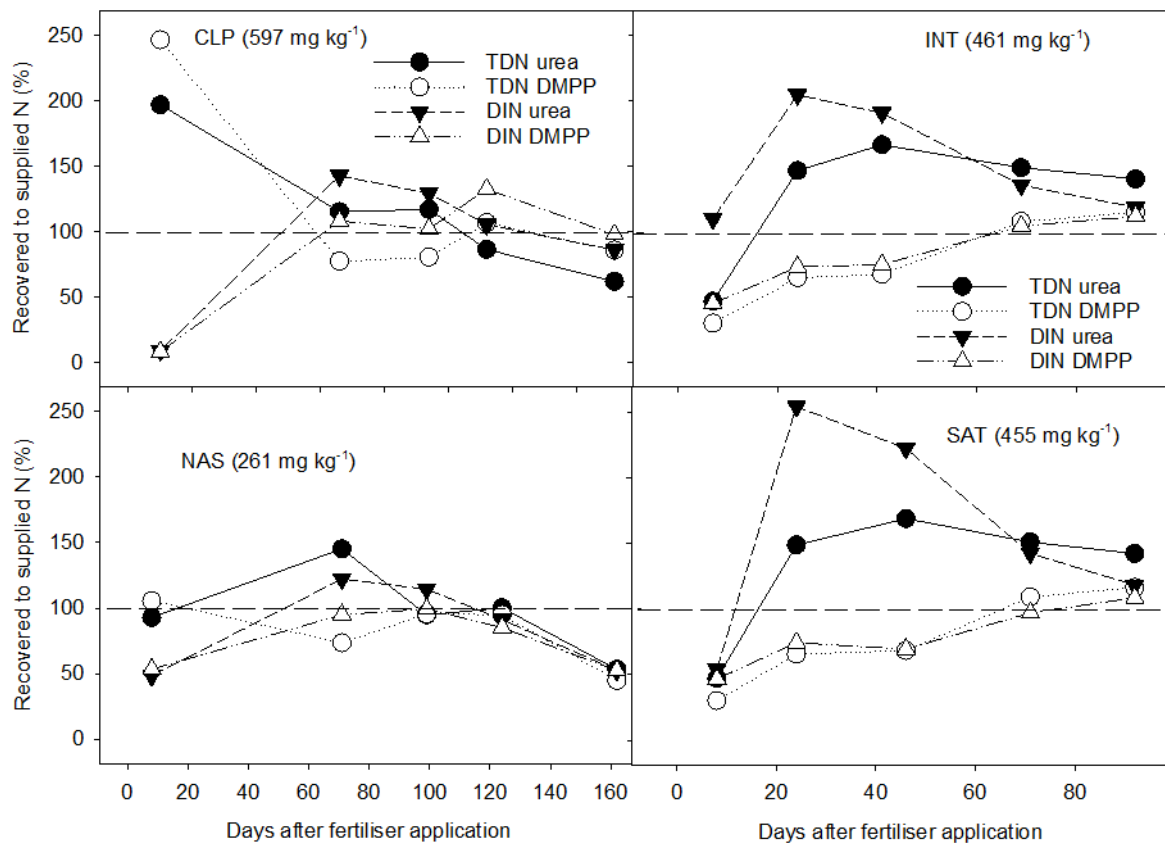 CLP (597 mg kg⁻¹)
TDN urea
TDN DMPP
DIN urea
DIN DMPP
250
200
150
100
50
0
Recovered to supplied N (%)
INT (461 mg kg⁻¹)
TDN urea
TDN DMPP
DIN urea
DIN DMPP
NAS (261 mg kg⁻¹)
250
200
150
100
50
0
Recovered to supplied N (%)
0 20 40 60 80 100 120 140 160
Days after fertiliser application
SAT (455 mg kg⁻¹)
0 20 40 60 80
Days after fertiliser application